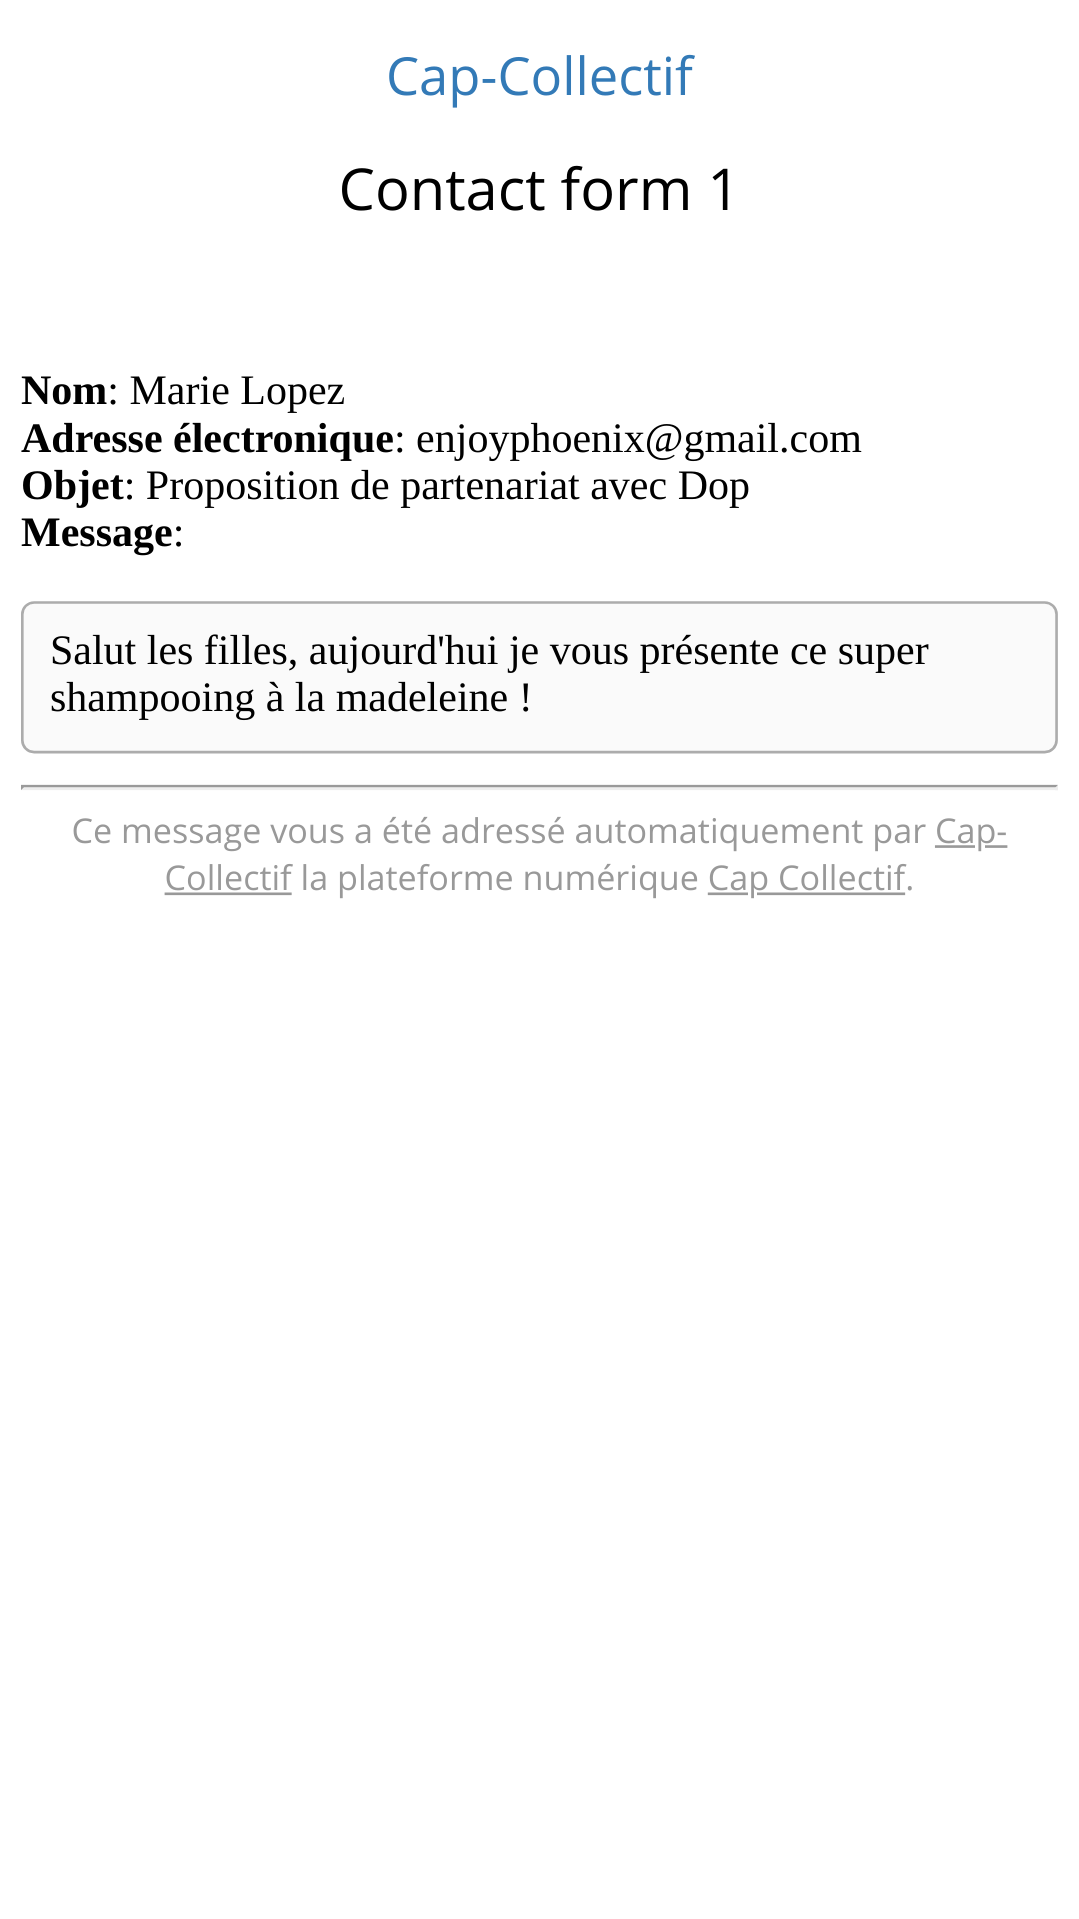 Cap-Collectif
Contact form 1
Nom: Marie Lopez
Adresse électronique: enjoyphoenix@gmail.com
Objet: Proposition de partenariat avec Dop
Message:
Salut les filles, aujourd'hui je vous présente ce super
shampooing à la madeleine !
Ce message vous a été adressé automatiquement par Cap-
Collectif la plateforme numérique Cap Collectif.